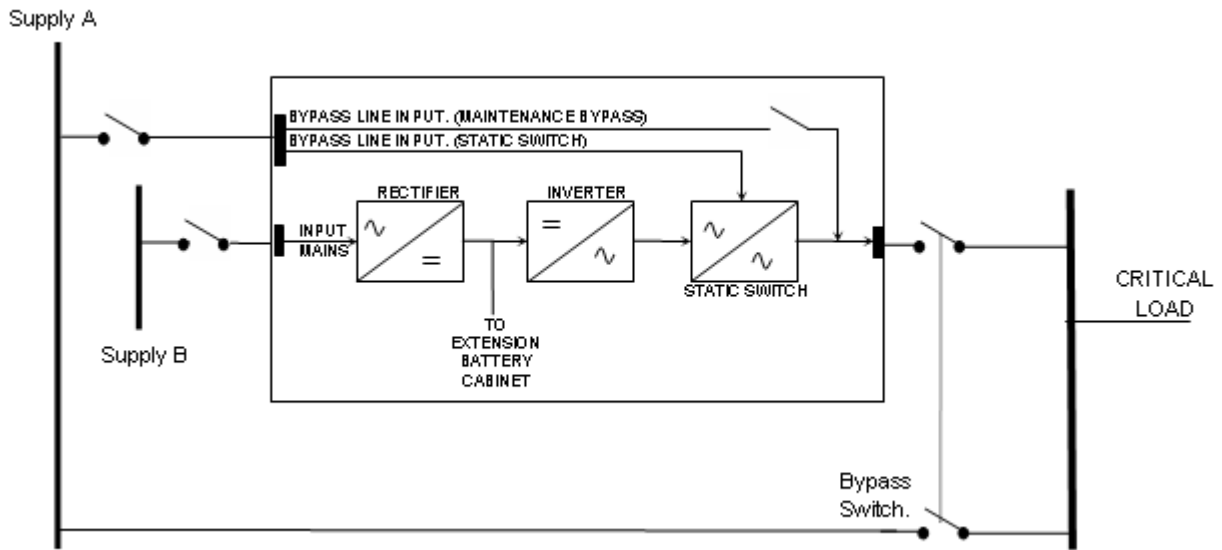 Supply A
BYPASS LINE INPUT. (MAINTENANCE BYPASS)
BYPASS LINE INPUT. (STATIC SWITCH)
RECTIFIER
INVERTER
INPUT
MAINS
STATIC SWITCH
CRITICAL
LOAD
TO
EXTENSION
BATTERY
CABINET
Supply B
Bypass
Switch.